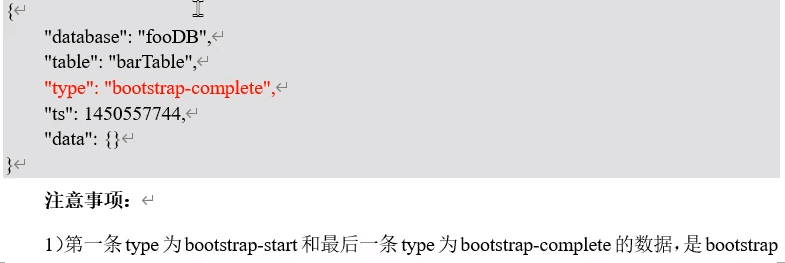 {
"database": "fooDB",
"table": "barTable",
"type": "bootstrap-complete",
"ts": 1450557744,
"data": {}
}
注意事项：
1）第一条 type 为 bootstrap-start 和最后一条 type 为 bootstrap-complete 的数据，是 bootstrap